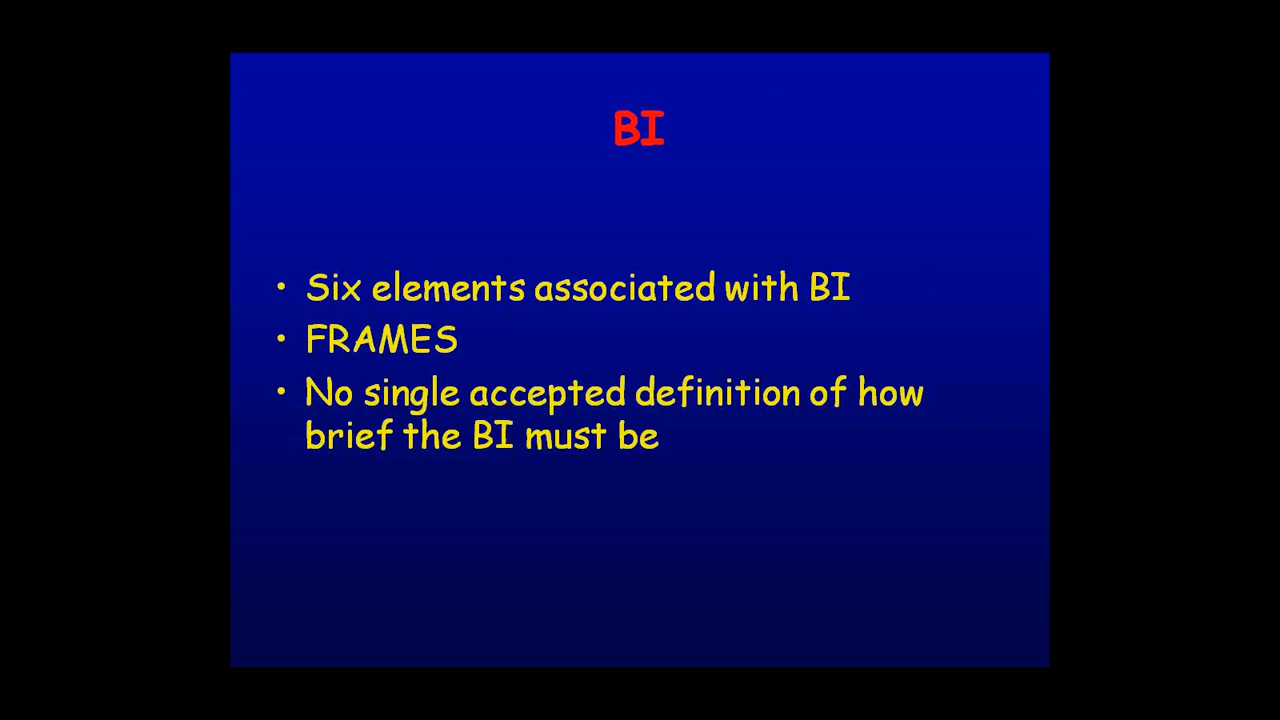 BI
• Six elements associated with BI
• FRAMES
• No single accepted definition of how
brief the BI must be